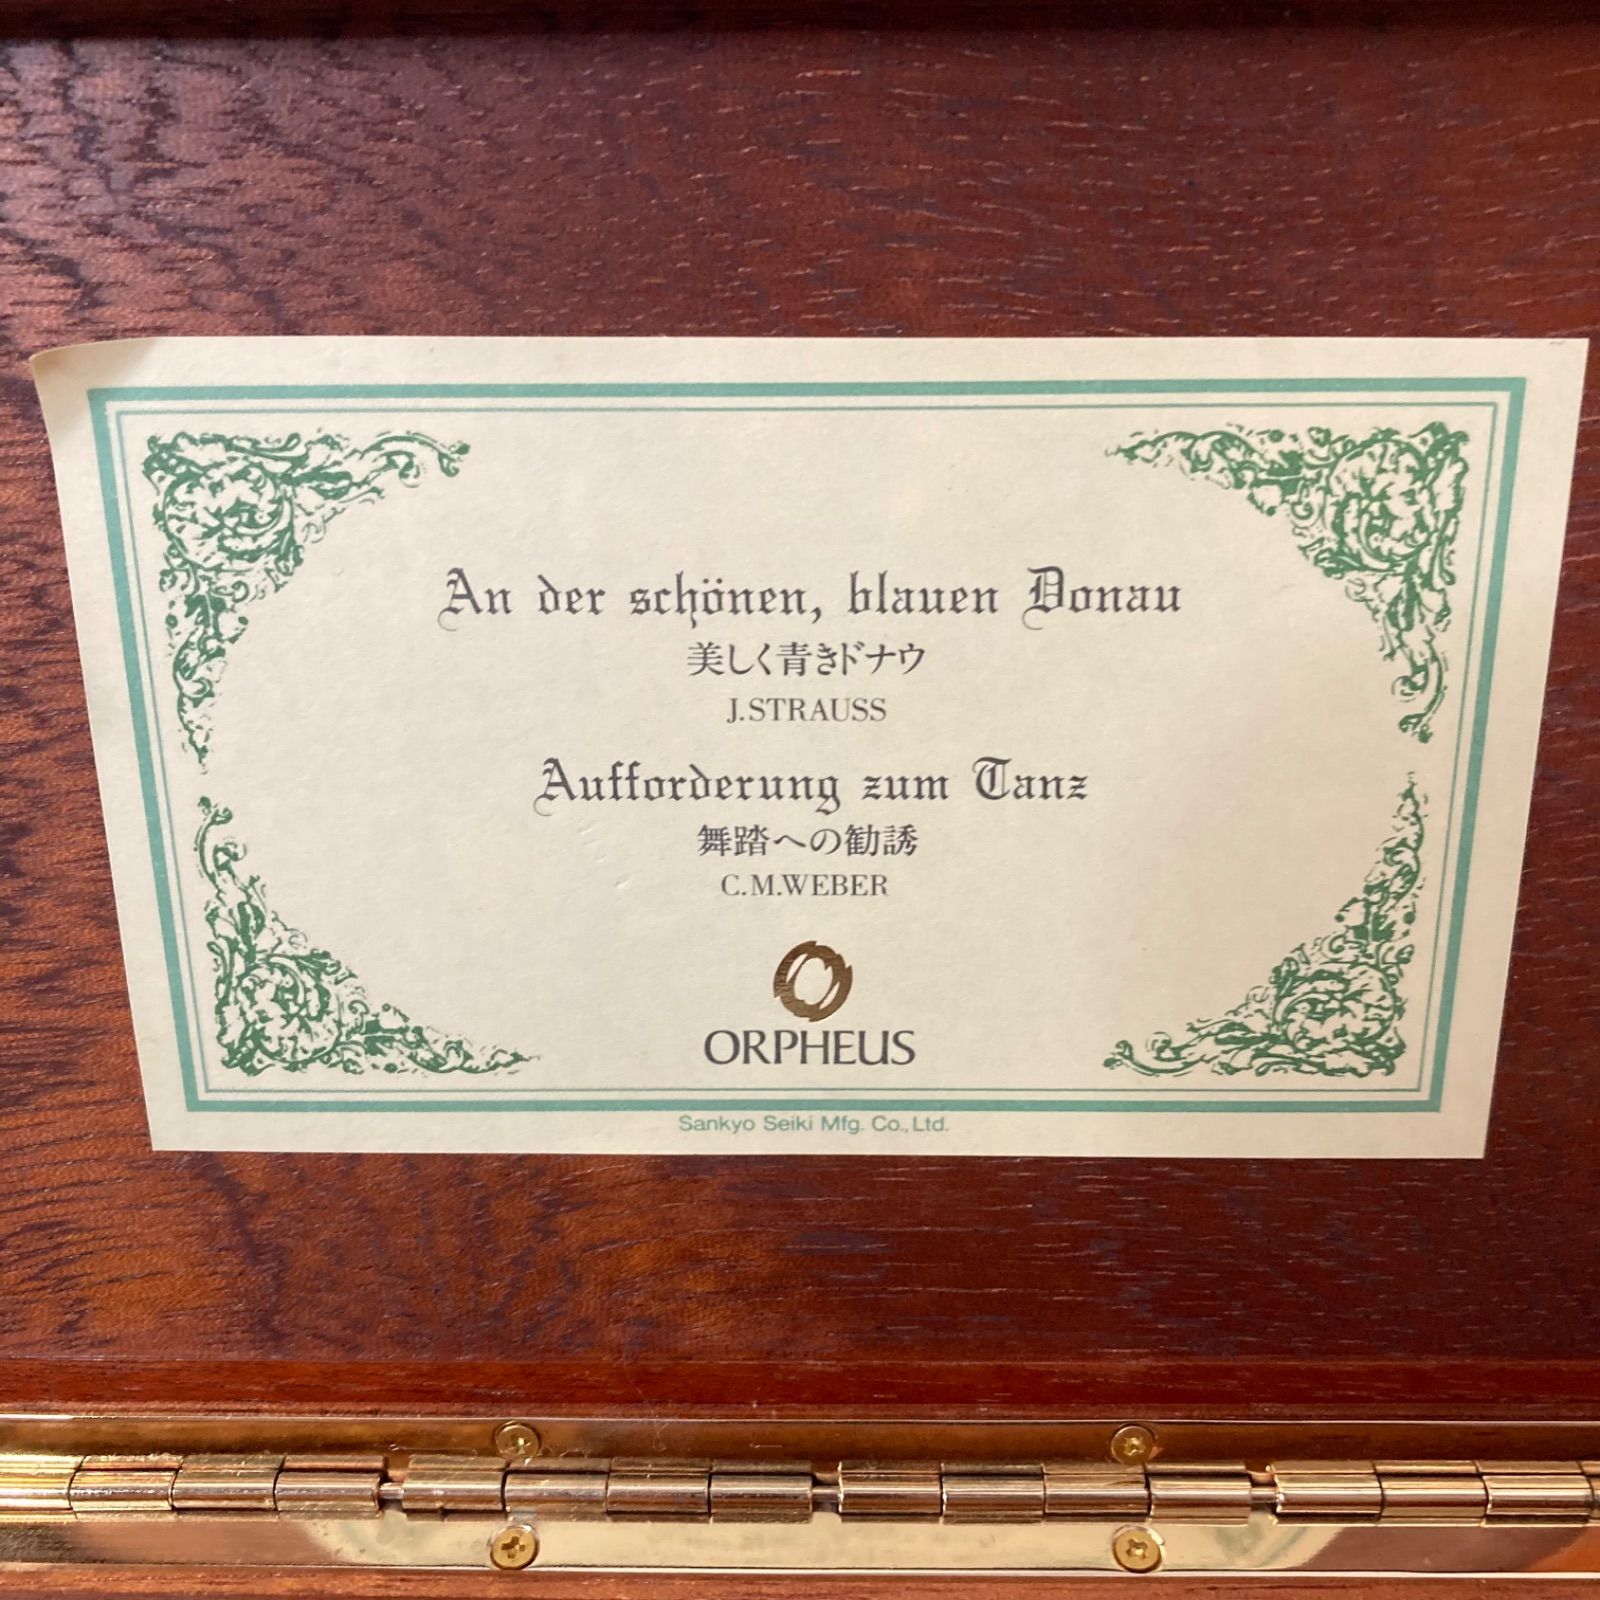 An der schönen, blauen Donau
美しく青きドナウ
J.STRAUSS
Aufforderung zum Tanz
舞踏への勧誘
C.M.WEBER
ORPHEUS
Sankyo Seiki Mfg. Co., Ltd.